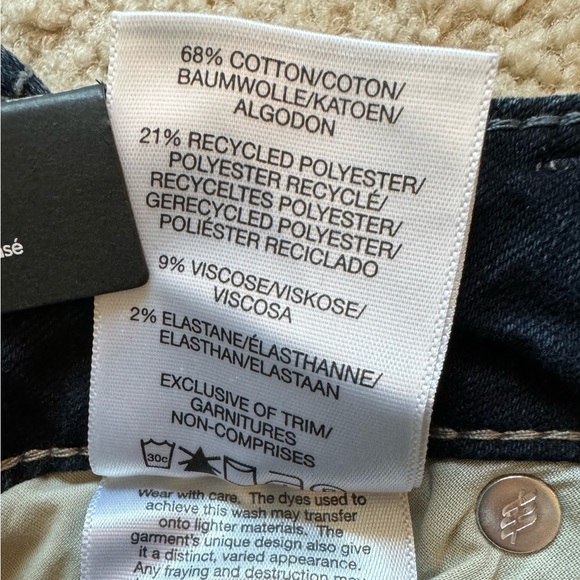 68% COTTON/COTON/
BAUMWOLLE/KATOEN/
ALGODON
21% RECYCLED POLYESTER/
POLYESTER RECYCLÉ/
RECYCELTES POLYESTER/
GERECYCLED POLYESTER/
POLIÉSTER RECICLADO
9% VISCOSE/VISKOSE/
VISCOSA
2% ELASTANE/ÉLASTHANNE/
ELASTHAN/ELASTAAN
EXCLUSIVE OF TRIM/
GARNITURES
NON-COMPRISES
30c
Wear with care. The dyes used to
achieve this wash may transfer
onto lighter materials. The
garment's unique design also give
it a distinct, varied appearance.
Any fraying and destruction may